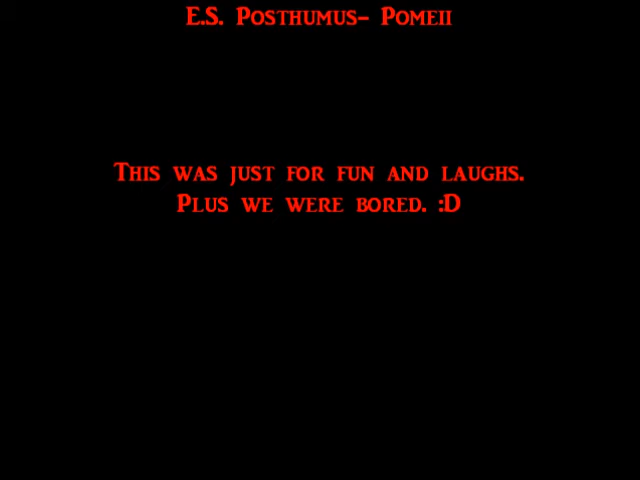 E.S. Posthumus- Pomeii
This was just for fun and laughs.
Plus we were bored. :D